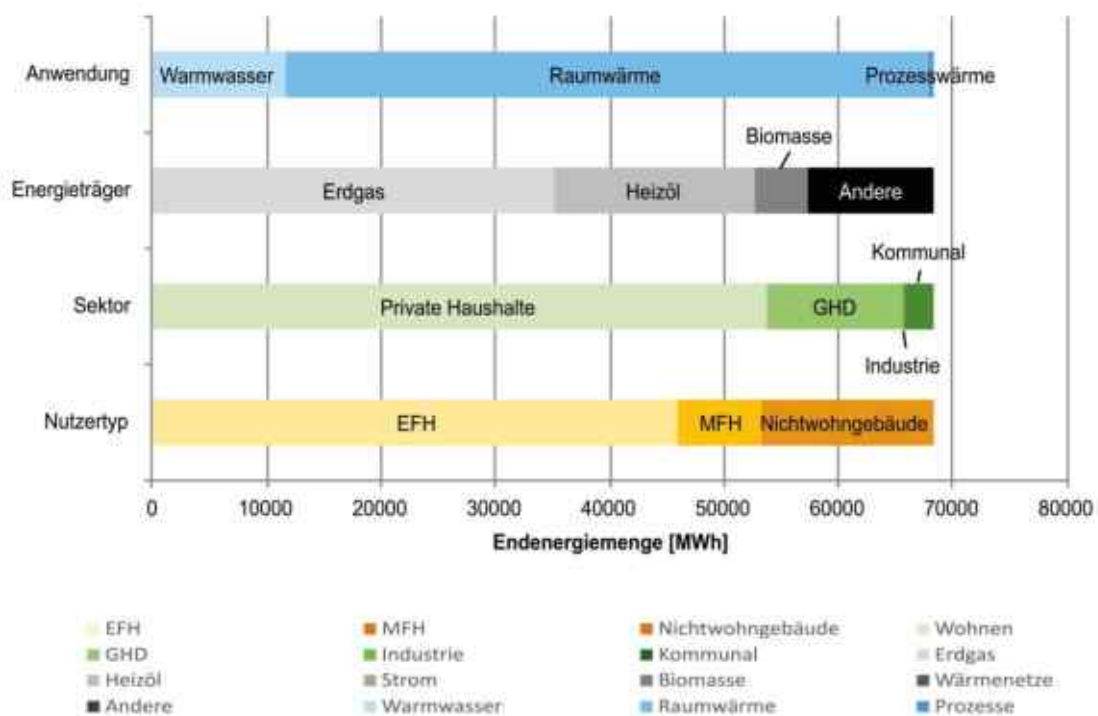 Anwendung
Warmwasser
Raumwärme
Prozesswärme
Biomasse
Energieträger
Erdgas
Heizöl
Andere
Kommunal
Sektor
Private Haushalte
GHD
Industrie
Nutzertyp
EFH
MFH
Nichtwohngebäude
0 10000 20000 30000 40000 50000 60000 70000 80000
Endenergiemenge [MWh]
EFH MFH Nichtwohngebäude Wohnen
GHD Industrie Kommunal Erdgas
Heizöl Strom Biomasse Wärmenetze
Andere Warmwasser Raumwärme Prozesse